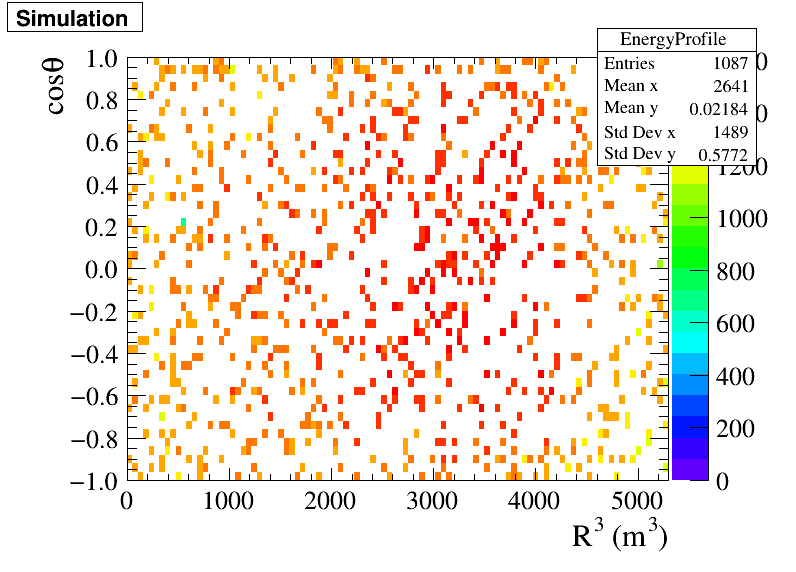 Simulation
EnergyProfile
Entries 1087
Mean x 2641
Mean y 0.02184
Std Dev x 1489
Std Dev y 0.5772
cosθ
1.0
0.8
0.6
0.4
0.2
0.0
−0.2
−0.4
−0.6
−0.8
−1.0
0 1000 2000 3000 4000 5000
R³ (m³)
1200
1000
800
600
400
200
0